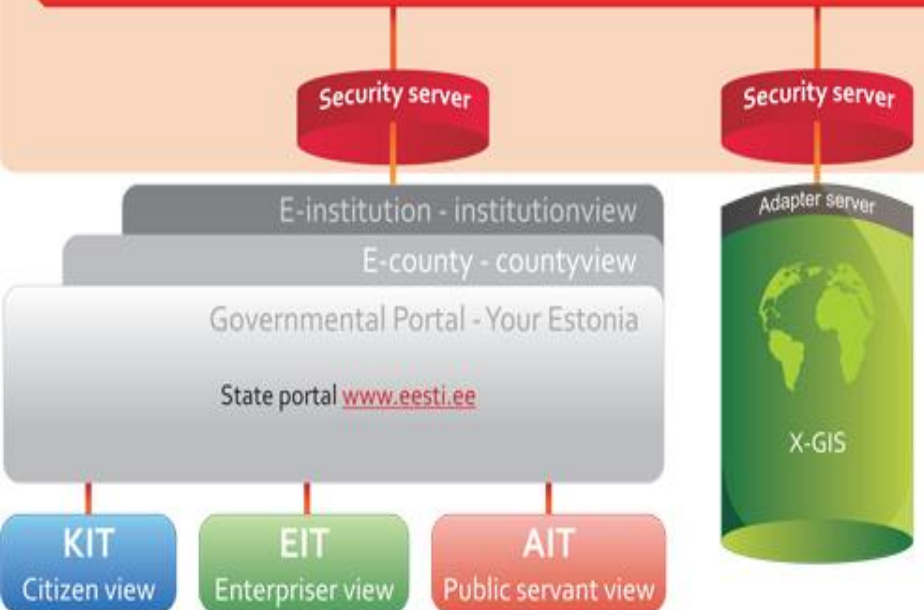 Security server
Security server
E-institution - institutionview
E-county - countyview
Governmental Portal - Your Estonia
State portal www.eesti.ee
Adapter server
X-GIS
KIT
Citizen view
EIT
Enterpriser view
AIT
Public servant view